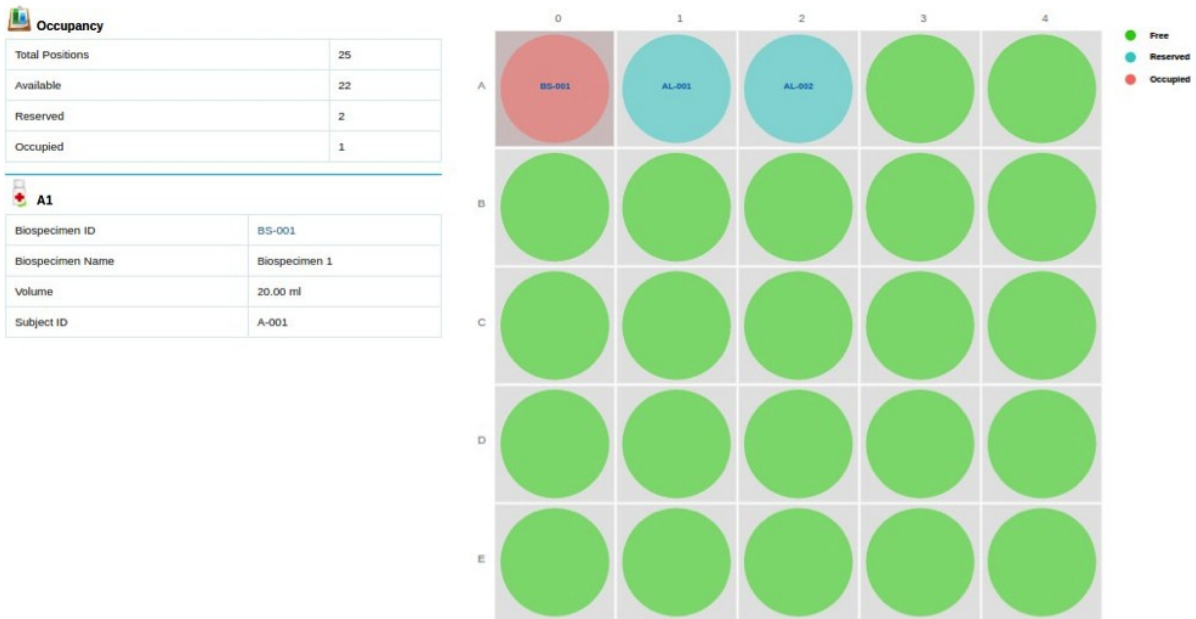 Occupancy
Total Positions 25
Available 22
Reserved 2
Occupied 1
A1
Biospecimen ID BS-001
Biospecimen Name Biospecimen 1
Volume 20.00 ml
Subject ID A-001
0 1 2 3 4
A BS-001 AL-001 AL-002
B
C
D
E
Free
Reserved
Occupied